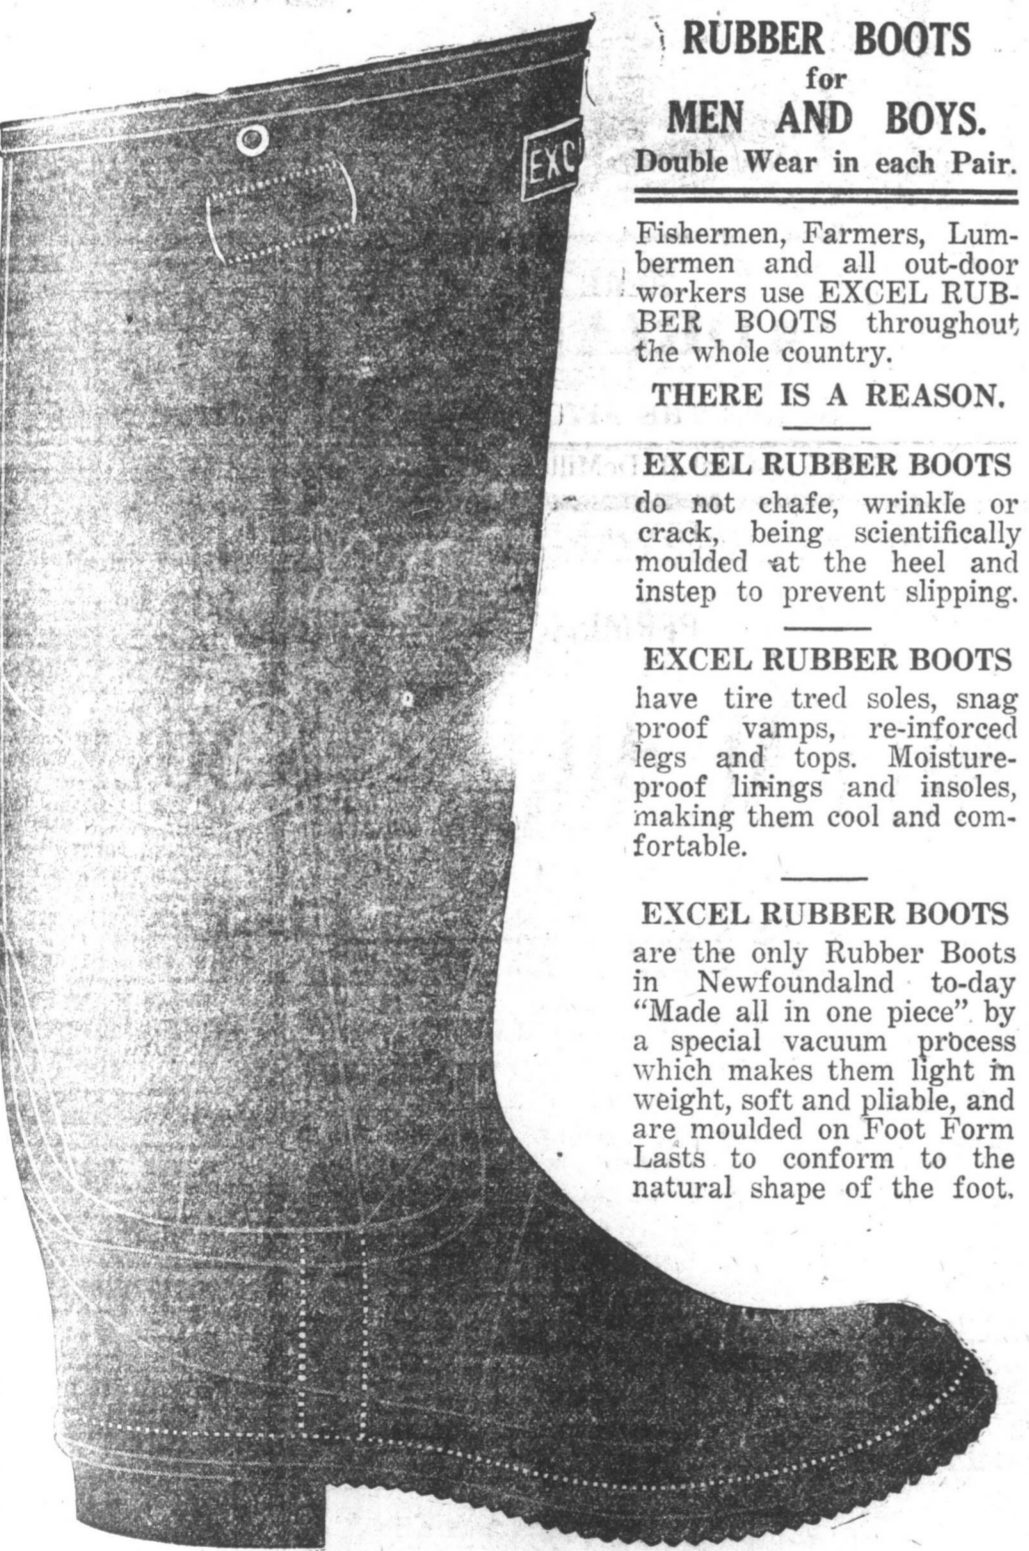 RUBBER BOOTS
for
MEN AND BOYS.
Double Wear in each Pair.
EXC
Fishermen, Farmers, Lum-
bermen and all out-door
workers use EXCEL RUB-
BER BOOTS throughout
the whole country.
THERE IS A REASON.
EXCEL RUBBER BOOTS
do not chafe, wrinkle or
crack, being scientifically
moulded at the heel and
instep to prevent slipping.
EXCEL RUBBER BOOTS
have tire tred soles, snag
proof vamps, re-inforced
legs and tops. Moisture-
proof linings and insoles,
making them cool and com-
fortable.
EXCEL RUBBER BOOTS
are the only Rubber Boots
in Newfoundalnd to-day
“Made all in one piece” by
a special vacuum process
which makes them light in
weight, soft and pliable, and
are moulded on Foot Form
Lasts to conform to the
natural shape of the foot.